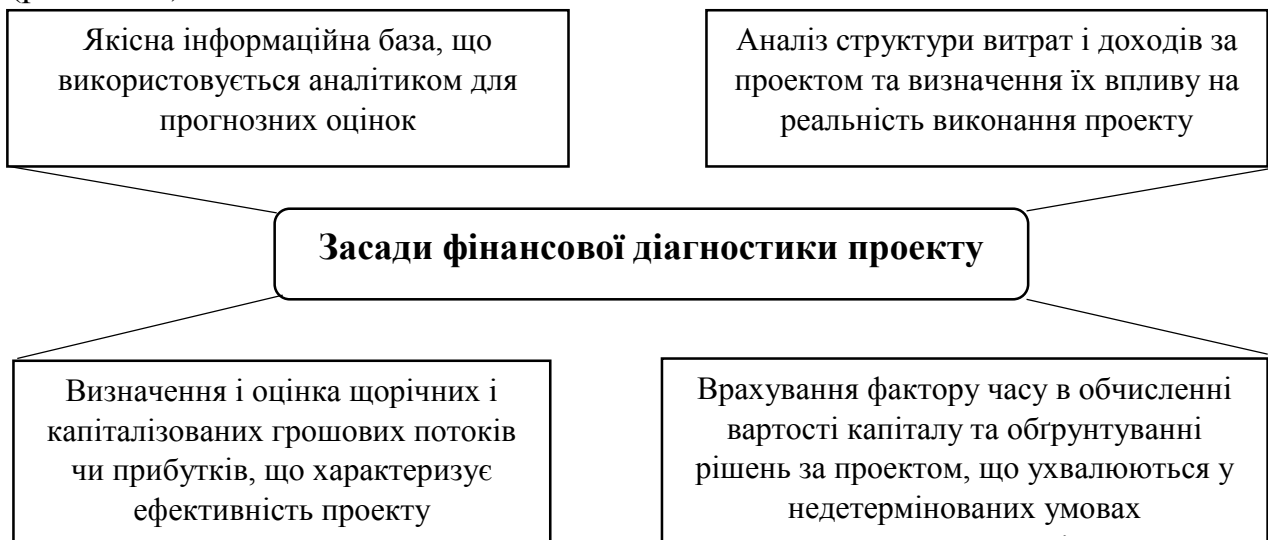 Якісна інформаційна база, що
використовується аналітиком для
прогнозних оцінок
Аналіз структури витрат і доходів за
проектом та визначення їх впливу на
реальність виконання проекту
Засади фінансової діагностики проекту
Визначення і оцінка щорічних і
капіталізованих грошових потоків
чи прибутків, що характеризує
ефективність проекту
Врахування фактору часу в обчисленні
вартості капіталу та обґрунтуванні
рішень за проектом, що ухвалюються у
недетермінованих умовах